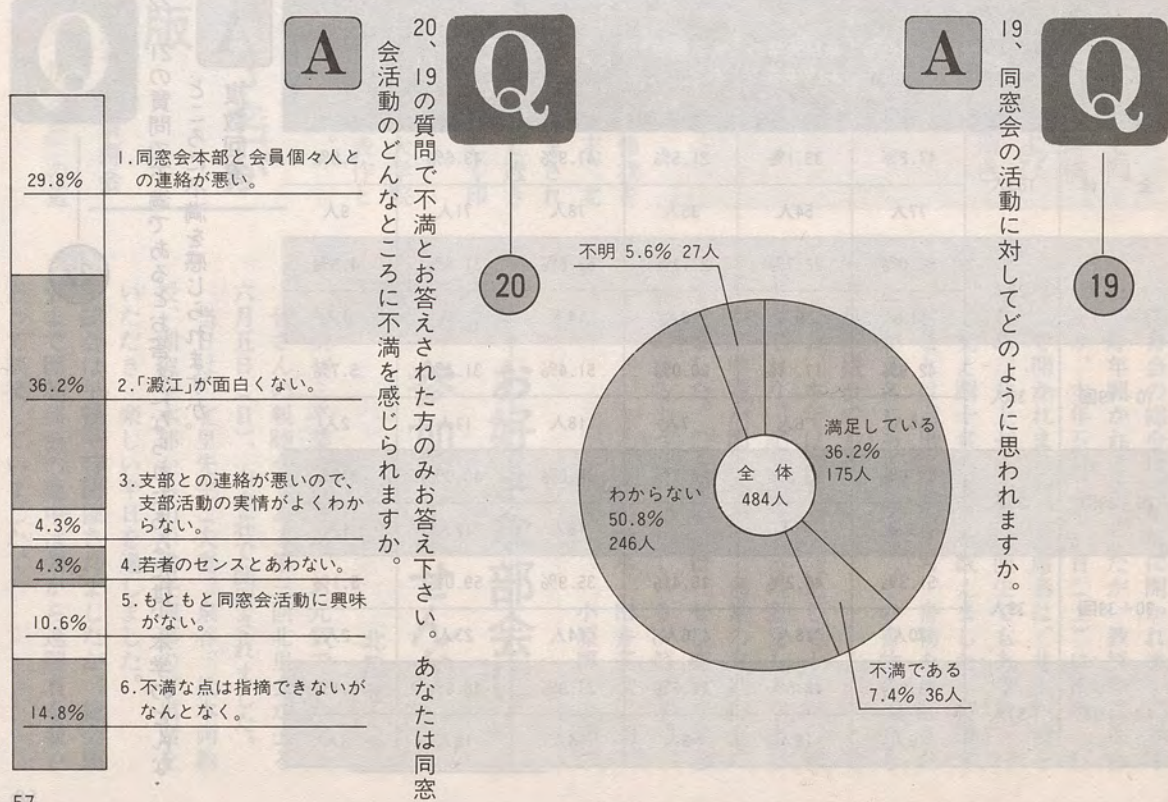 Q
19
19、同窓会の活動に対してどのように思われますか。
A
不明 5.6% 27人
満足している
36.2%
175人
全 体
484人
わからない
50.8%
246人
不満である
7.4% 36人
Q
20
20、19の質問で不満とお答えされた方のみお答え下さい。あなたは同窓
会活動のどんなところに不満を感じられますか。
A
29.8%
1.同窓会本部と会員個々人と
の連絡が悪い。
36.2%
2.「澱江」が面白くない。
4.3%
3.支部との連絡が悪いので、
支部活動の実情がよくわか
らない。
4.3%
4.若者のセンスとあわない。
10.6%
5.もともと同窓会活動に興味
がない。
14.8%
6.不満な点は指摘できないが
なんとなく。
57